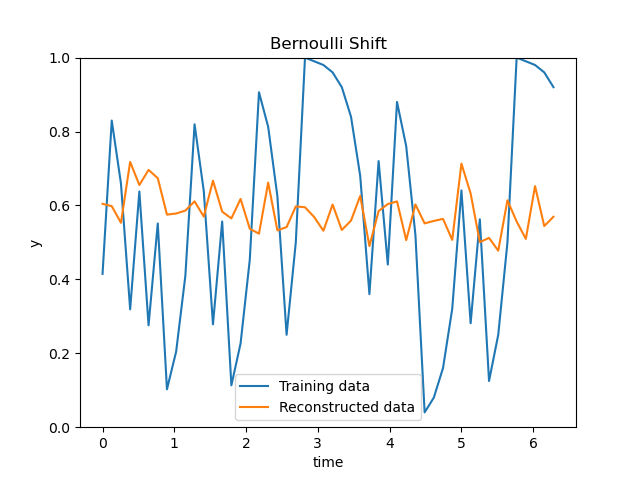 Bernoulli Shift
y
1.0
0.8
0.6
0.4
0.2
0.0
0 1 2 3 4 5 6
time
Training data
Reconstructed data